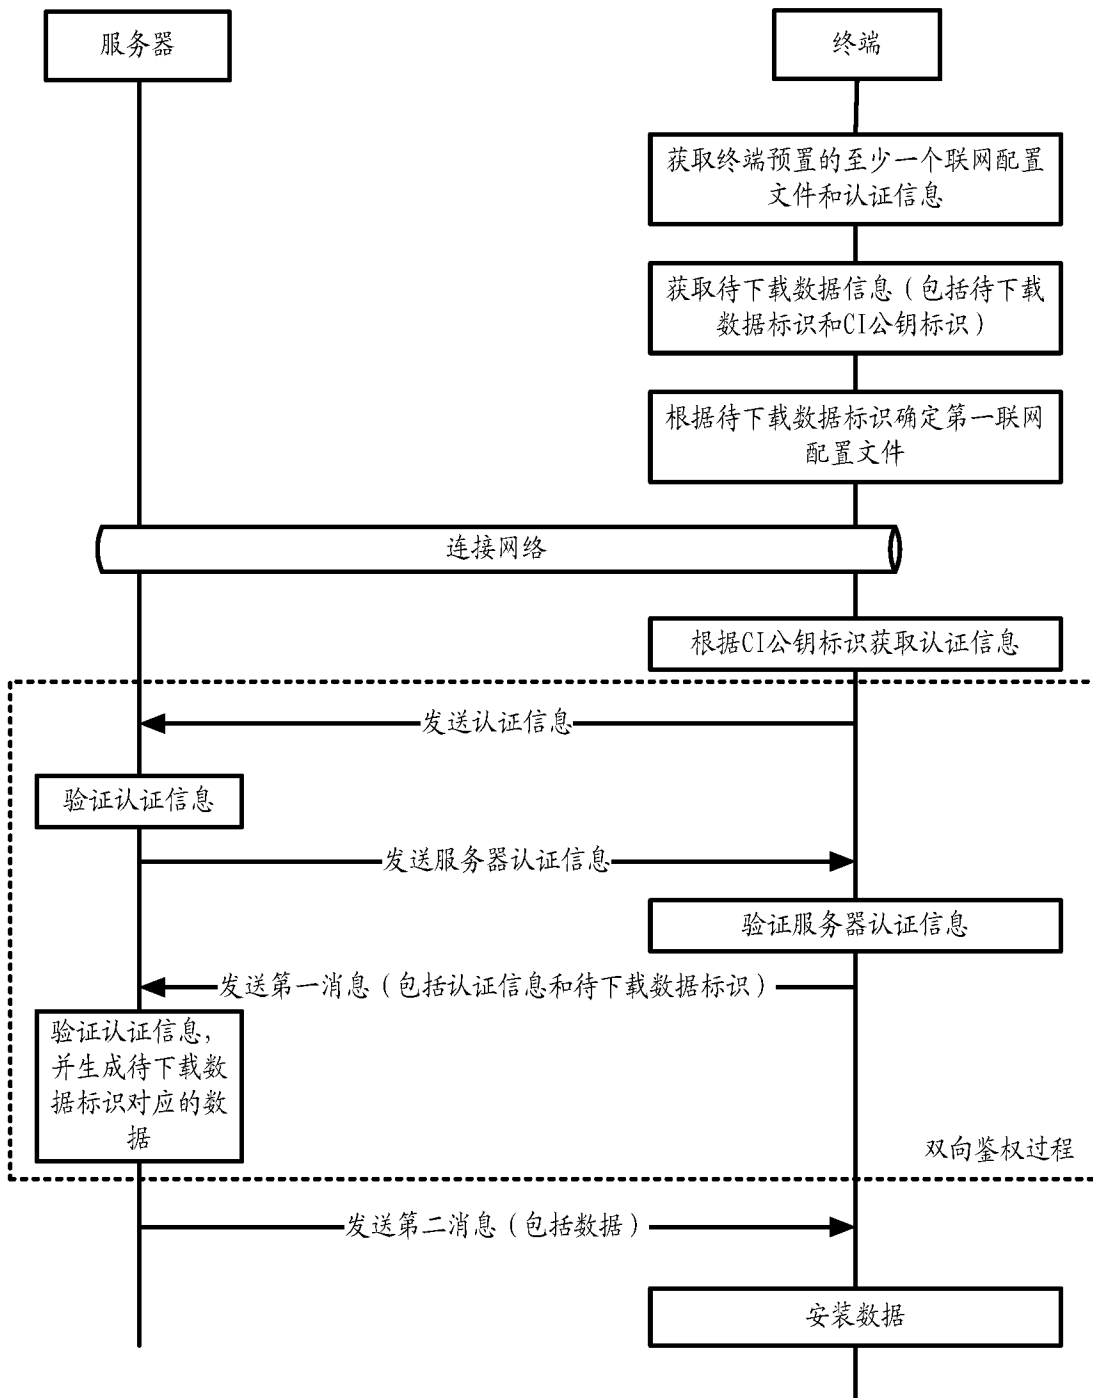 服务器
终端
获取终端预置的至少一个联网配置
文件和认证信息
获取待下载数据信息（包括待下载
数据标识和CI公钥标识）
根据待下载数据标识确定第一联网
配置文件
连接网络
根据CI公钥标识获取认证信息
发送认证信息
验证认证信息
发送服务器认证信息
验证服务器认证信息
发送第一消息（包括认证信息和待下载数据标识）
验证认证信息，
并生成待下载数
据标识对应的数
据
双向鉴权过程
发送第二消息（包括数据）
安装数据